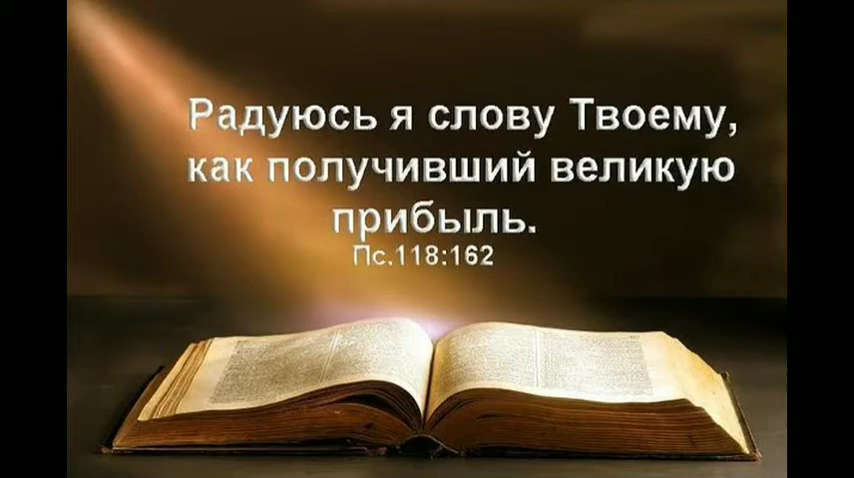 Радуюсь я слову Твоему,
как получивший великую
прибыль.
Пс.118:162